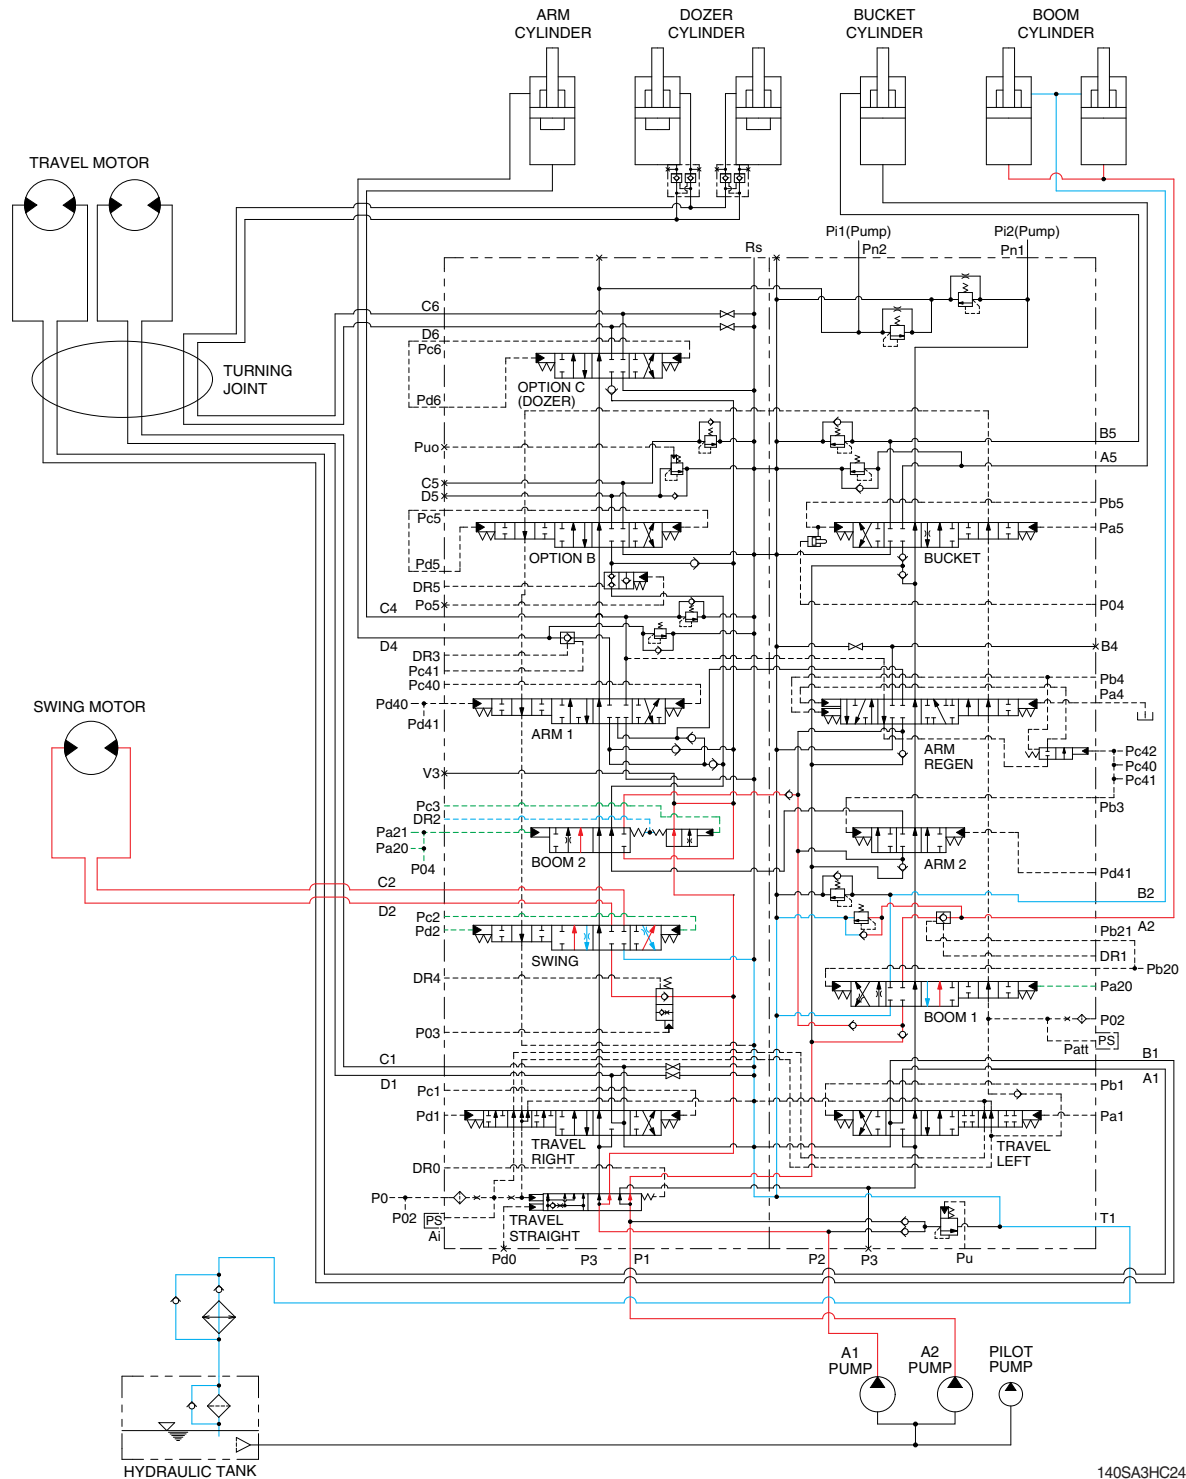 ARM
CYLINDER
DOZER
CYLINDER
BUCKET
CYLINDER
BOOM
CYLINDER
TRAVEL MOTOR
TURNING
JOINT
Rs
Pi1(Pump)
Pn2
Pi2(Pump)
Pn1
C6
D6
Pc6
Pd6
OPTION C
(DOZER)
Puo
C5
D5
Pc5
Pd5
OPTION B
DR5
Po5
C4
D4
DR3
Pc41
Pc40
Pd40
Pd41
ARM 1
B5
A5
Pb5
Pa5
BUCKET
P04
B4
Pb4
Pa4
ARM
REGEN
Pc42
Pc40
Pc41
Pb3
SWING MOTOR
V3
Pc3
DR2
Pa21
Pa20
P04
BOOM 2
ARM 2
Pd41
C2
D2
Pc2
Pd2
SWING
DR4
P03
B2
A2
Pb21
DR1
Pb20
Pa20
BOOM 1
P02
PS
Patt
C1
D1
Pc1
Pd1
TRAVEL
RIGHT
B1
A1
Pb1
Pa1
TRAVEL
LEFT
DR0
P0
P02
PS
Ai
TRAVEL
STRAIGHT
Pd0
P3
P1
P2
P3
Pu
T1
A1
PUMP
A2
PUMP
PILOT
PUMP
HYDRAULIC TANK
140SA3HC24